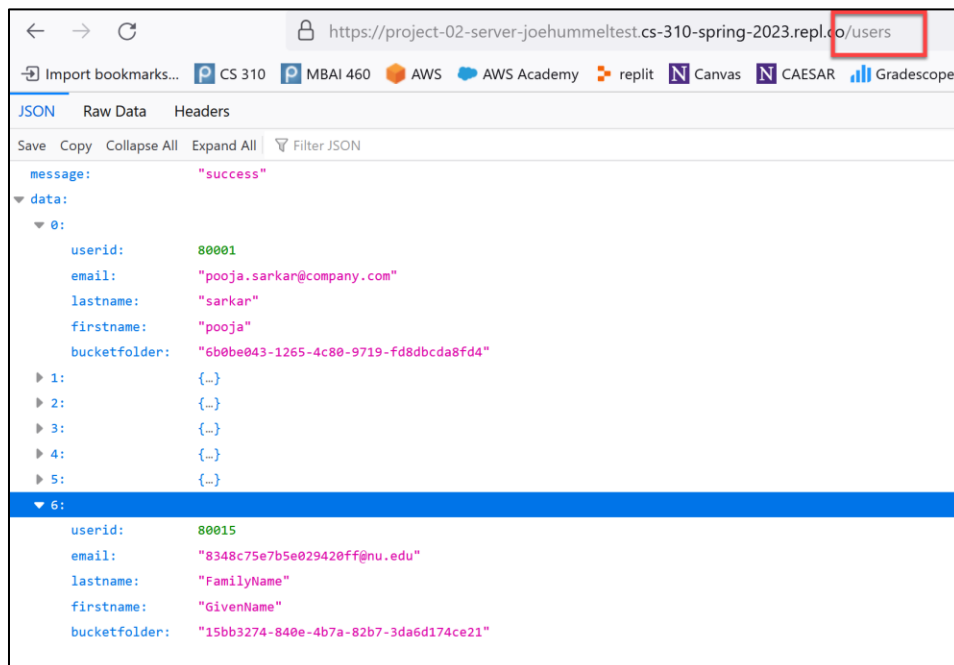 https://project-02-server-joehummeltest.cs-310-spring-2023.repl.co/users
Import bookmarks... CS 310 MBAI 460 AWS AWS Academy replit N Canvas N CAESAR Gradescope
JSON Raw Data Headers
Save Copy Collapse All Expand All Filter JSON
message: "success"
data:
0:
userid: 80001
email: "pooja.sarkar@company.com"
lastname: "sarkar"
firstname: "pooja"
bucketfolder: "6b0be043-1265-4c80-9719-fd8dbcda8fd4"
1: {…}
2: {…}
3: {…}
4: {…}
5: {…}
6:
userid: 80015
email: "8348c75e7b5e029420ff@nu.edu"
lastname: "FamilyName"
firstname: "GivenName"
bucketfolder: "15bb3274-840e-4b7a-82b7-3da6d174ce21"